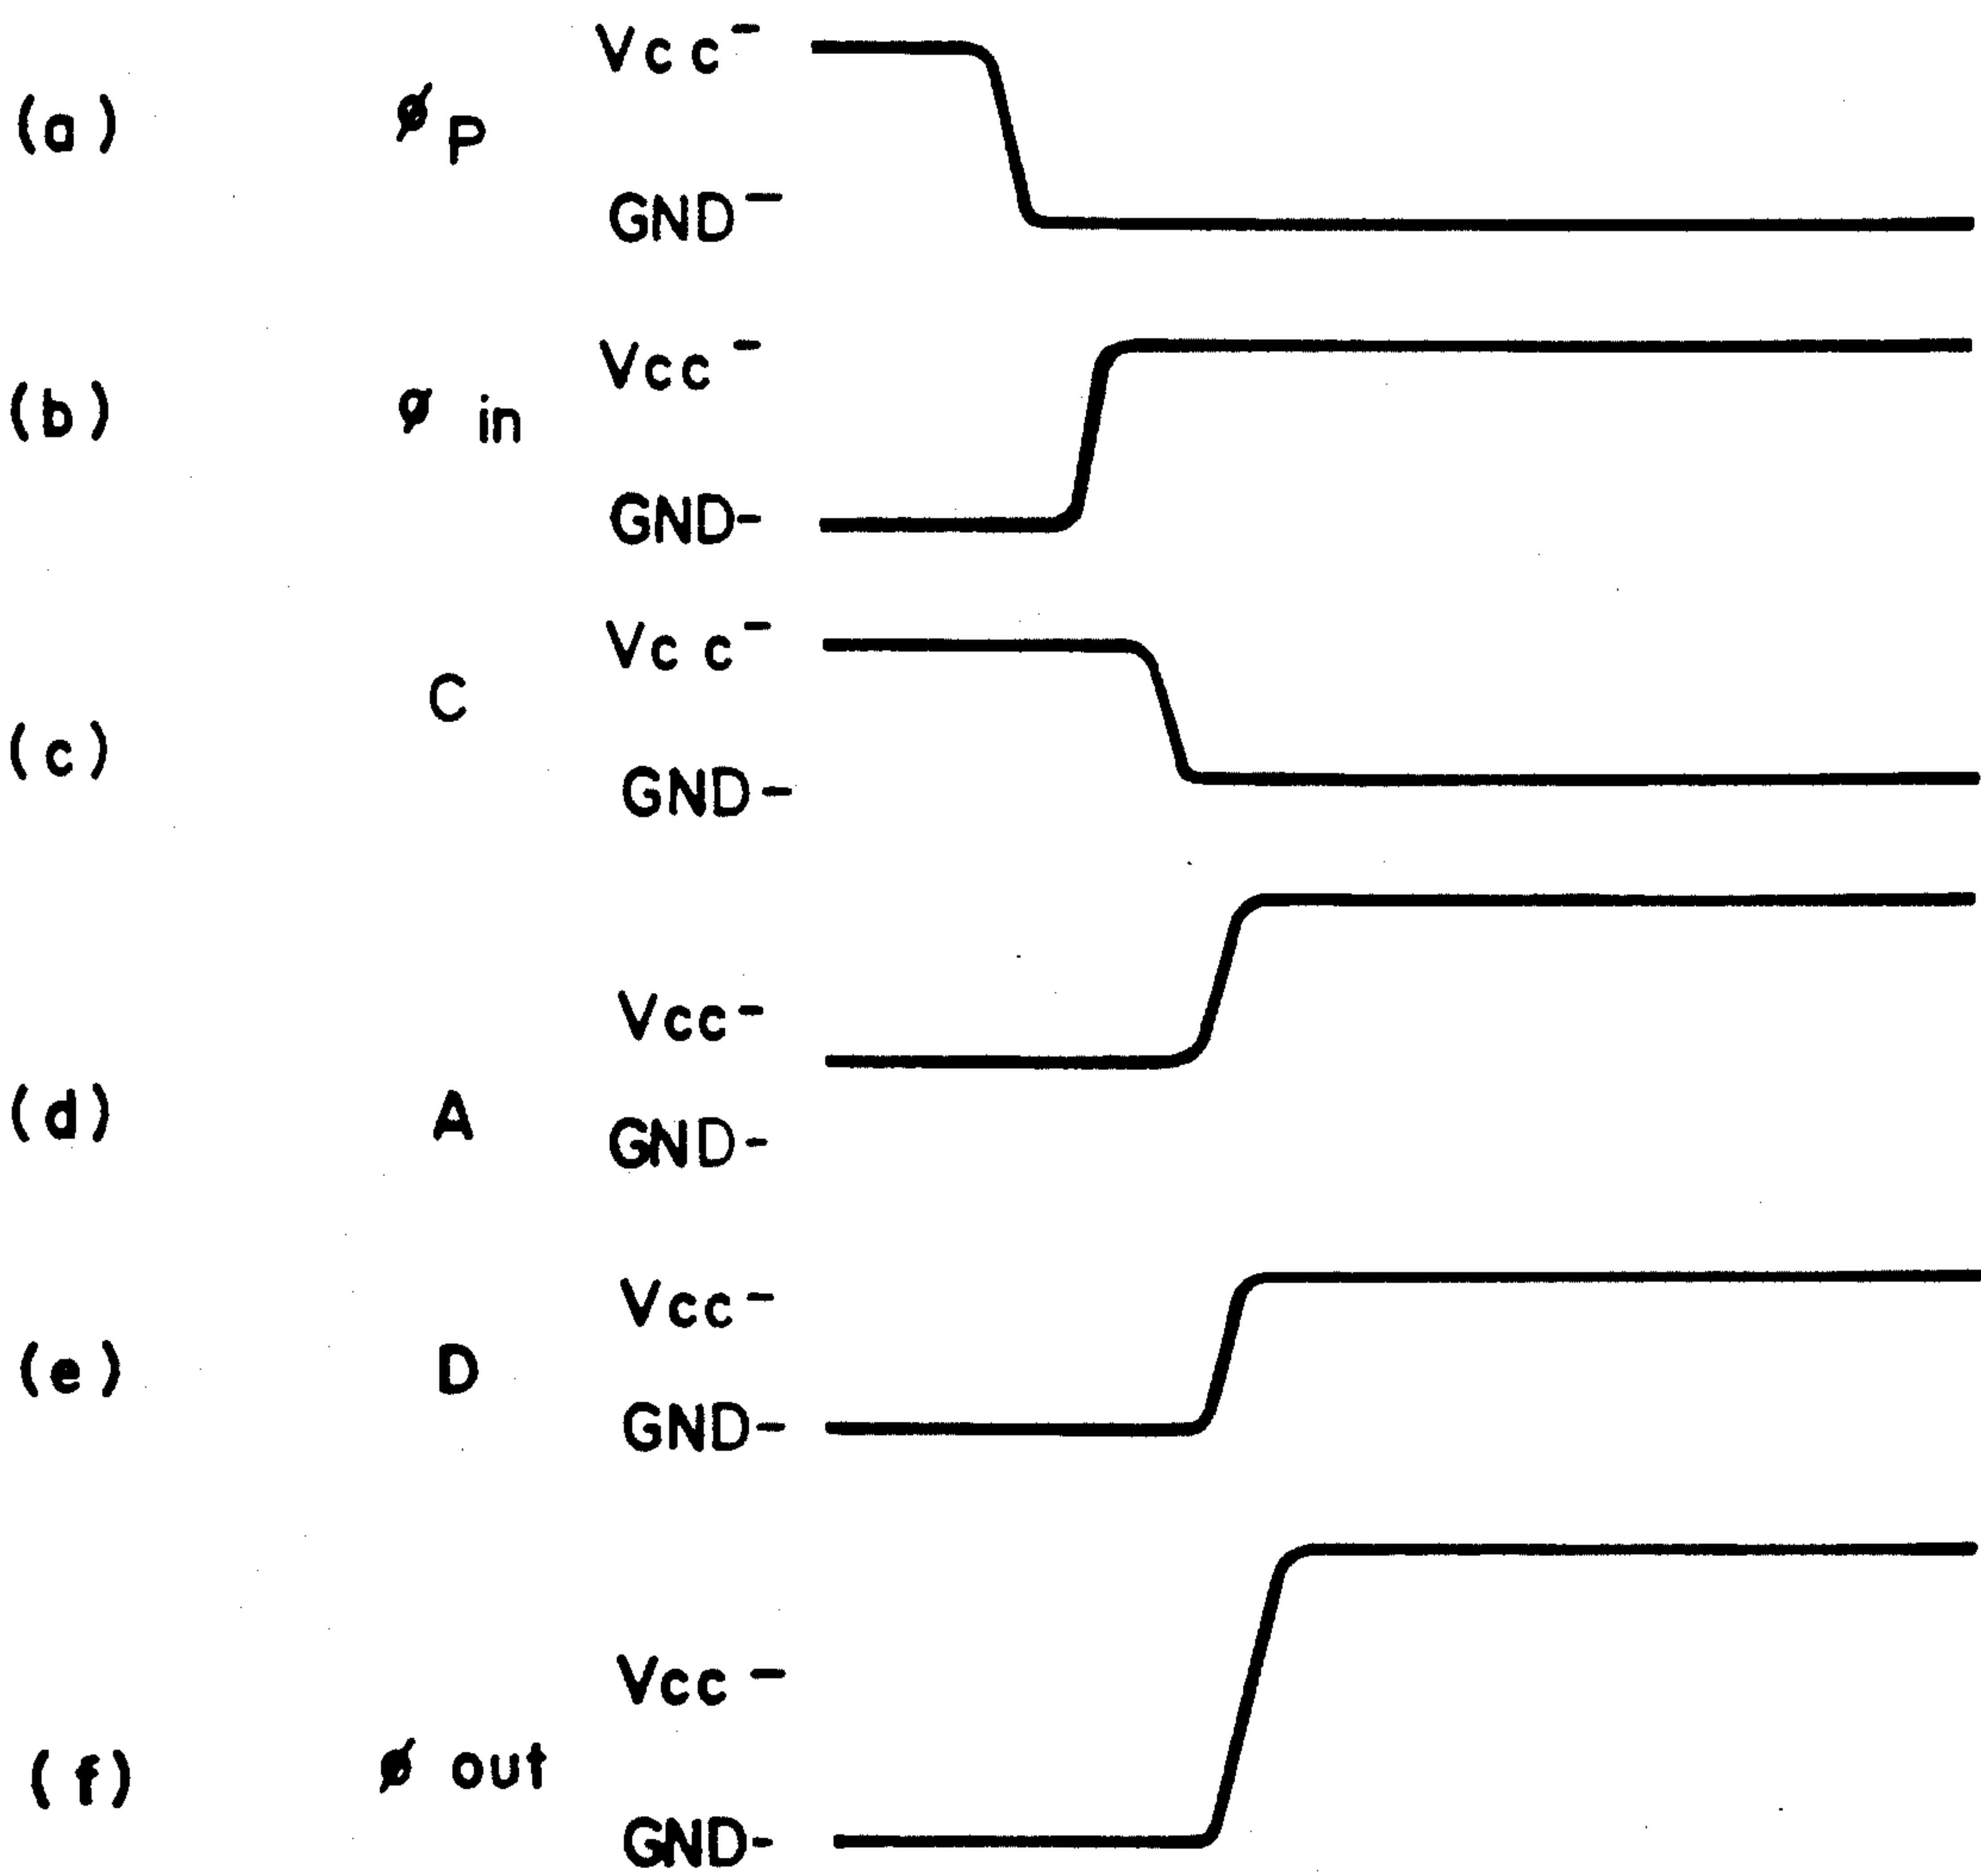 (a) ø P Vcc-
GND-
(b) ø in Vcc-
GND-
(c) C Vcc-
GND-
(d) A Vcc-
GND-
(e) D Vcc-
GND-
(f) ø out Vcc-
GND-